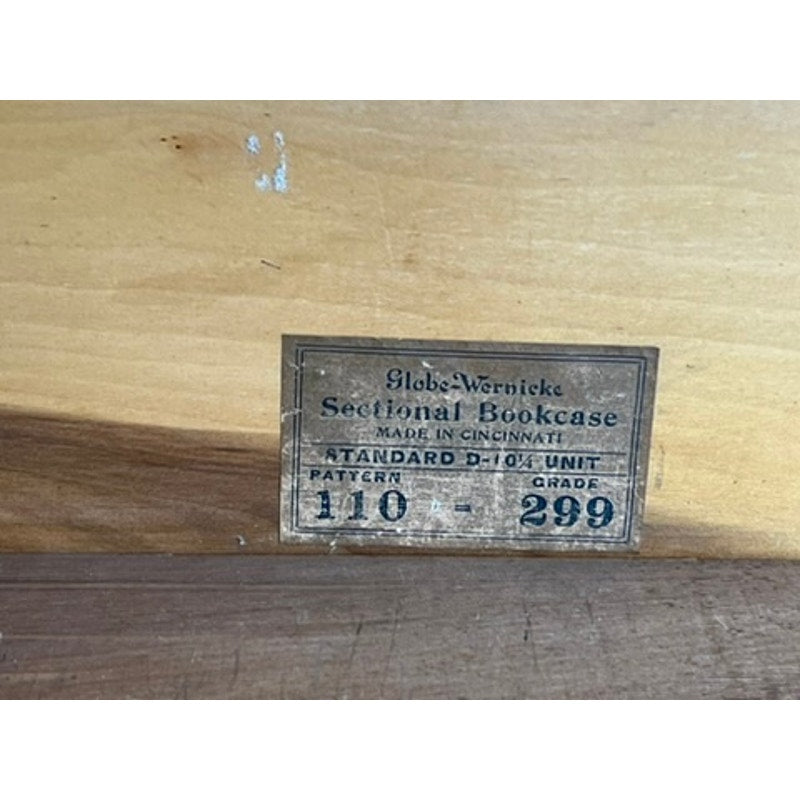 Globe-Wernicke
Sectional Bookcase
MADE IN CINCINNATI
STANDARD D-10¼ UNIT
PATTERN GRADE
110 - 299